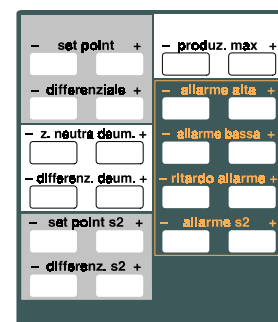 – set point +
– differenziale +
– z. neutra deum. +
– differenz. deum. +
– set point s2 +
– differenz. s2 +
– produz. max +
– allarme alta +
– allarme bassa +
– ritardo allarme +
– allarme s2 +